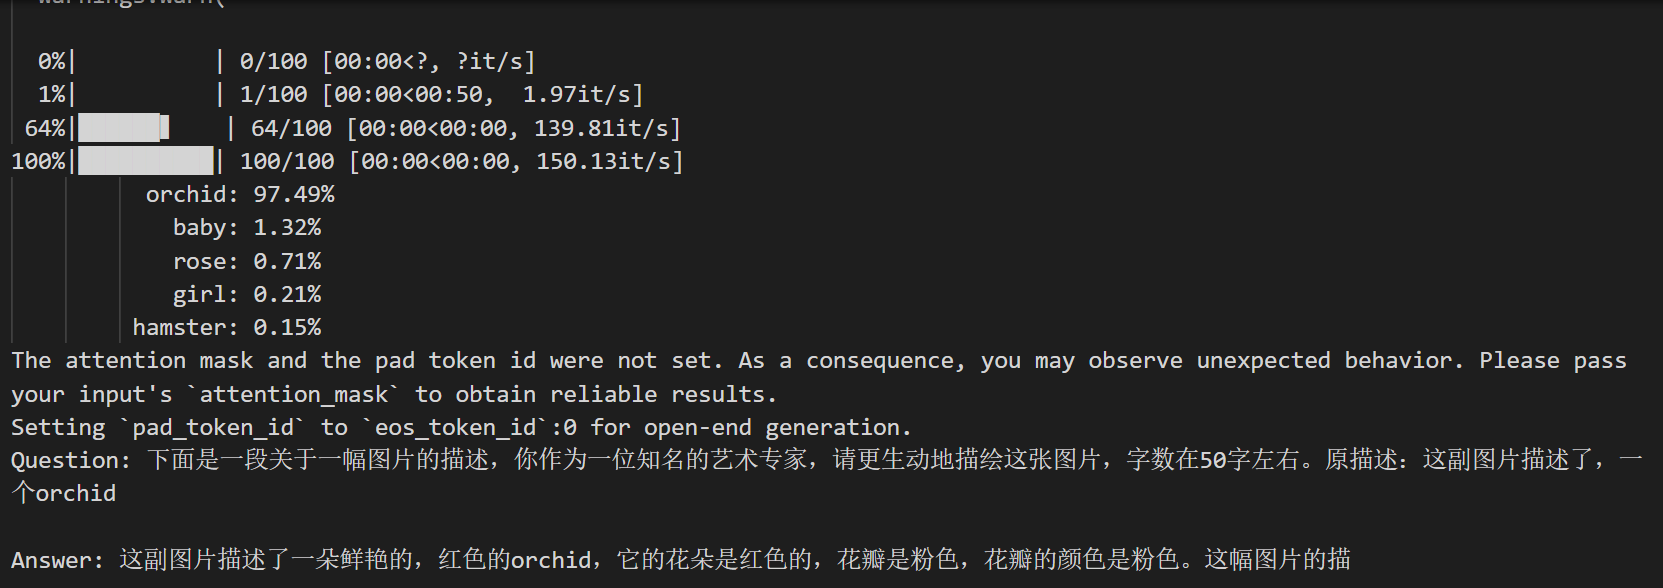 warnings.warn(
0%| | 0/100 [00:00<?, ?it/s]
1%| | 1/100 [00:00<00:50, 1.97it/s]
64%|██████▍ | 64/100 [00:00<00:00, 139.81it/s]
100%|██████████| 100/100 [00:00<00:00, 150.13it/s]
orchid: 97.49%
baby: 1.32%
rose: 0.71%
girl: 0.21%
hamster: 0.15%
The attention mask and the pad token id were not set. As a consequence, you may observe unexpected behavior. Please pass
your input's `attention_mask` to obtain reliable results.
Setting `pad_token_id` to `eos_token_id`:0 for open-end generation.
Question: 下面是一段关于一幅图片的描述，你作为一位知名的艺术专家，请更生动地描绘这张图片，字数在50字左右。原描述：这副图片描述了，一
个orchid
Answer: 这副图片描述了一朵鲜艳的，红色的orchid，它的花朵是红色的，花瓣是粉色，花瓣的颜色是粉色。这幅图片的描